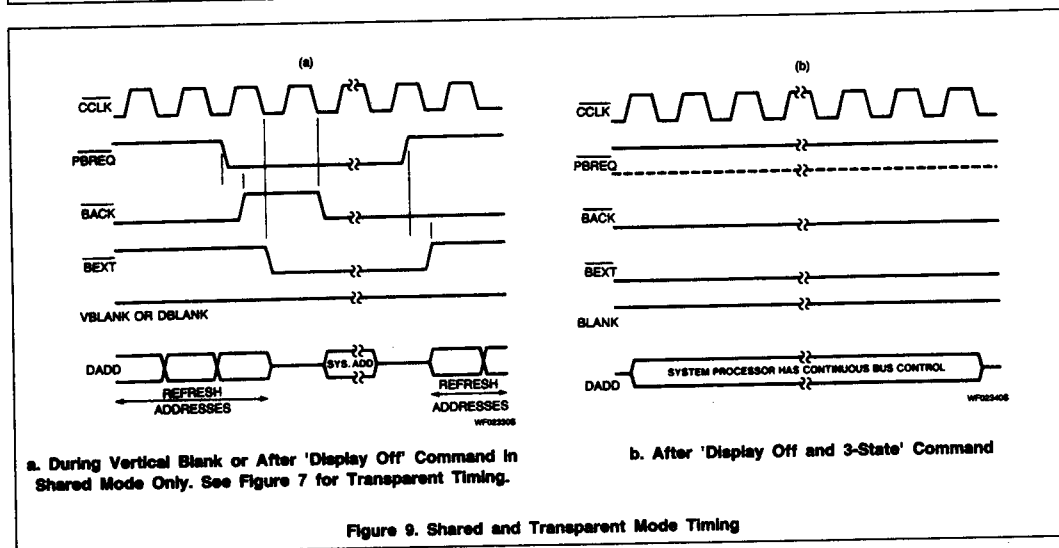 (a)
CCLK
PBREQ
BACK
BEXT
VBLANK OR DBLANK
DADD
SYS. ADD
REFRESH
ADDRESSES
REFRESH
ADDRESSES
WF02330S
a. During Vertical Blank or After 'Display Off' Command in
Shared Mode Only. See Figure 7 for Transparent Timing.
(b)
CCLK
PBREQ
BACK
BEXT
BLANK
DADD
SYSTEM PROCESSOR HAS CONTINUOUS BUS CONTROL
WF02340S
b. After 'Display Off and 3-State' Command
Figure 9. Shared and Transparent Mode Timing